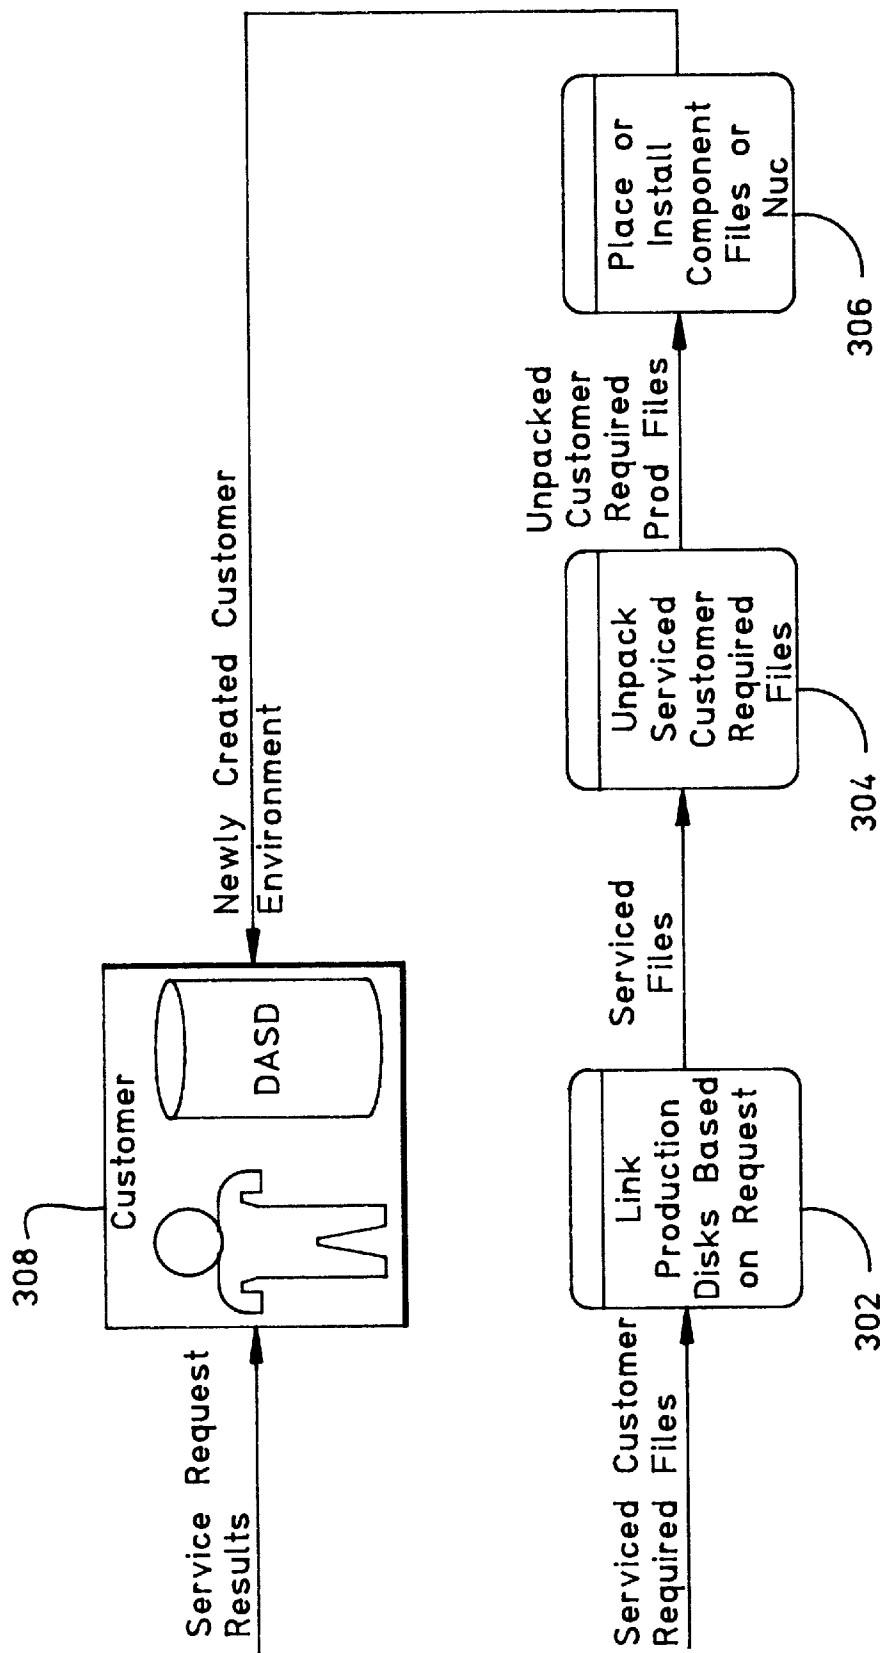 308
Customer
DASD
Service Request
Results
Newly Created Customer
Environment
Serviced Customer
Required Files
Link
Production
Disks Based
on Request
302
Serviced
Files
Unpack
Serviced
Customer
Required
Files
304
Unpacked
Customer
Required
Prod Files
Place or
Install
Component
Files or
Nuc
306